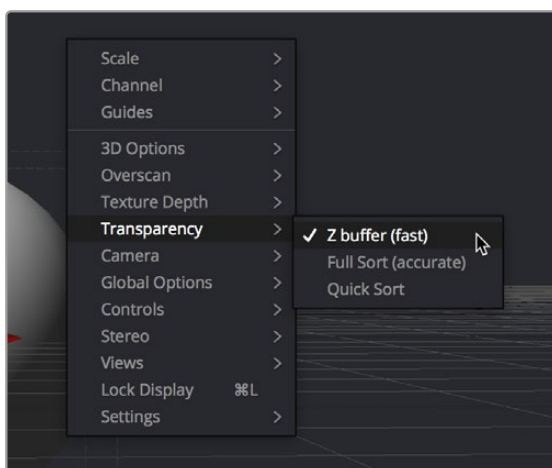 Scale
Channel
Guides
3D Options
Overscan
Texture Depth
Transparency
Z buffer (fast)
Full Sort (accurate)
Quick Sort
Camera
Global Options
Controls
Stereo
Views
Lock Display ⌘L
Settings